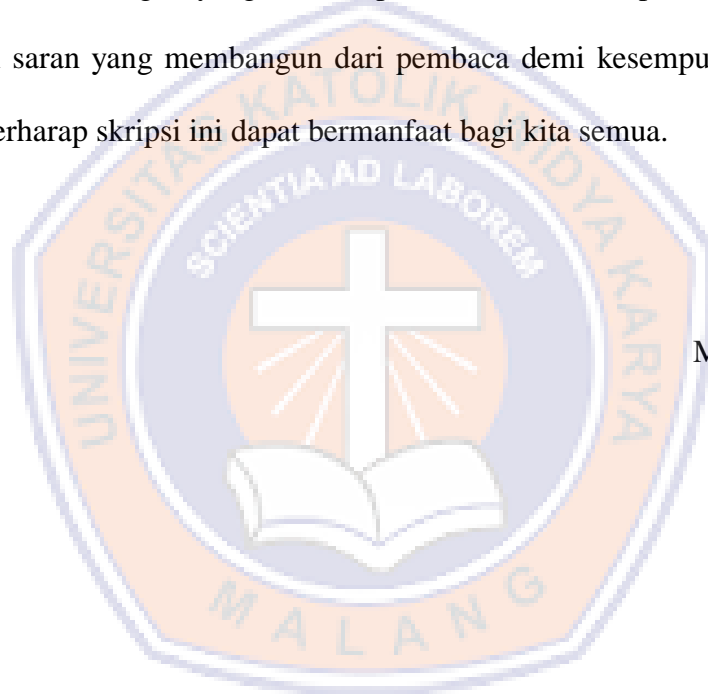 saran yang membangun dari pembaca demi
erharap skripsi ini dapat bermanfaat bagi kita semua.
UNIVERSITAS KATOLIK WIDYA KARYA
SCIENTIA AD LABOREM
M
MALANG